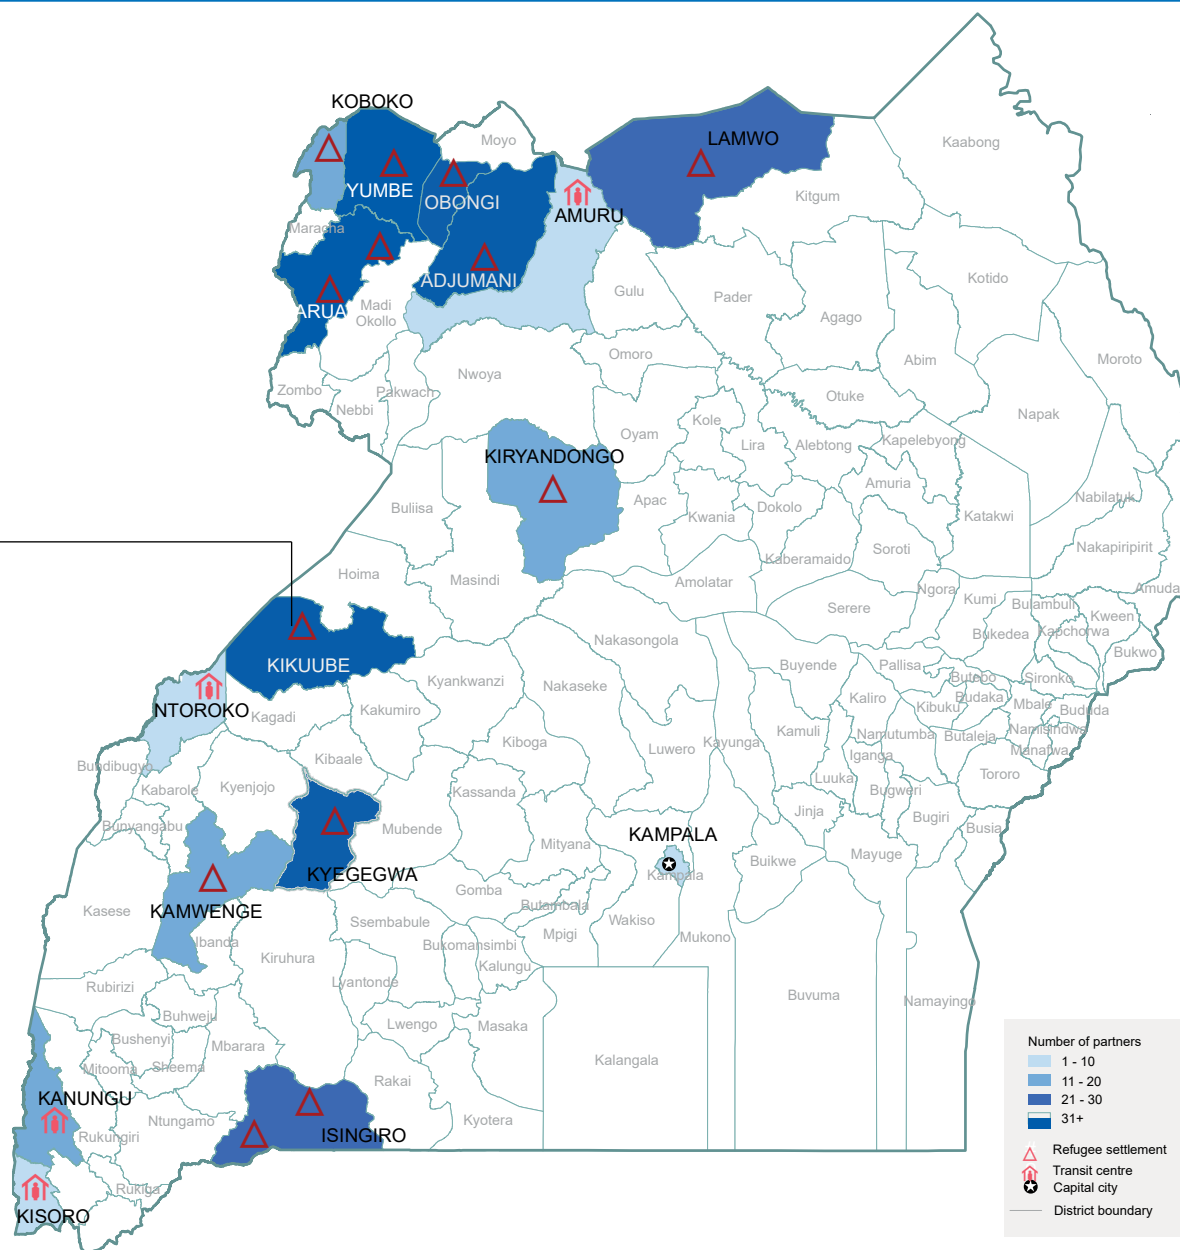 KOBOKO
Moyo
LAMWO
Kaabong
YUMBE
OBONGI
Kitgum
AMURU
Maracha
ADJUMANI
Kotido
Gulu
Pader
ARUA
Madi
Okollo
Agago
Omoro
Abim
Moroto
Nwoya
Zombo
Pakwach
Nebbi
Otuke
Napak
Kole
Oyam
Lira
Alebtong
Kapelebyong
KIRYANDONGO
Amuria
Nabilatuk
Apac
Buliisa
Dokolo
Kwania
Katakwi
Soroti
Nakapiripirit
Kaberamaido
Hoima
Masindi
Amolatar
Ngora
Amuda
Kumi
Bulambuli
Serere
Kween
Kapchorwa
Bukedea
Nakasongola
Bukwo
KIKUUBE
Buyende
Pallisa
Butebo
Sironko
Kyankwanzi
Nakaseke
Kaliro
Budaka
Kibuku
Mbale
Bududa
NTOROKO
Kagadi
Kakumiro
Kamuli
Namutumba
Butaleja
Namisindwa
Kiboga
Luwero
Kayunga
Iganga
Manafwa
Kibaale
Bundibugyo
Luuka
Tororo
Kabarole
Kyenjojo
Kassanda
Bugweri
Jinja
Bugiri
Bunyangabu
Mubende
KAMPALA
Busia
Mityana
Mayuge
Buikwe
KYEGEGWA
Kampala
Gomba
Kasese
KAMWENGE
Butambala
Ssembabule
Wakiso
Mpigi
Mukono
Ibanda
Bukomansimbi
Kiruhura
Kalungu
Lyantonde
Rubirizi
Buvuma
Namayingo
Buhweju
Lwengo
Masaka
Bushenyi
Mbarara
Kalangala
Mitooma
Sheema
Rakai
KANUNGU
Ntungamo
Kyotera
Rukungiri
ISINGIRO
Rukiga
KISORO
Number of partners
1 - 10
11 - 20
21 - 30
31+
Refugee settlement
Transit centre
Capital city
District boundary